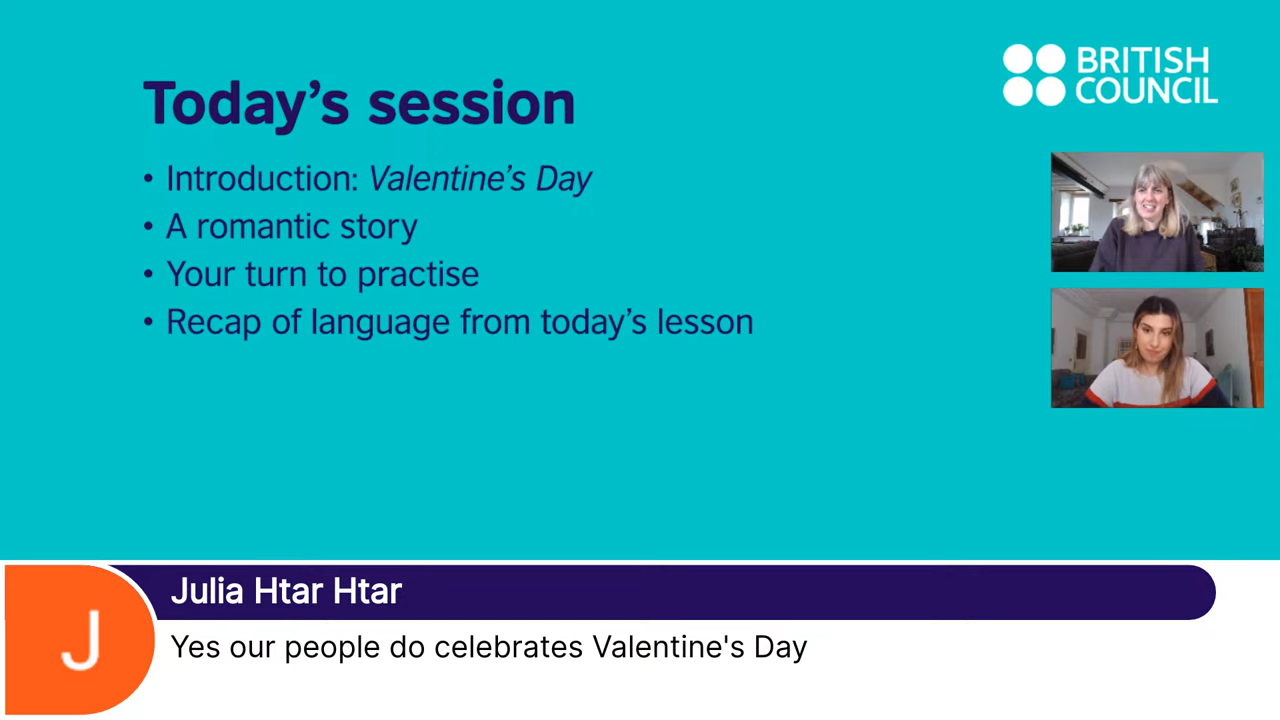 Today's session
BRITISH
COUNCIL
• Introduction: Valentine's Day
• A romantic story
• Your turn to practise
• Recap of language from today's lesson
J
Julia Htar Htar
Yes our people do celebrates Valentine's Day